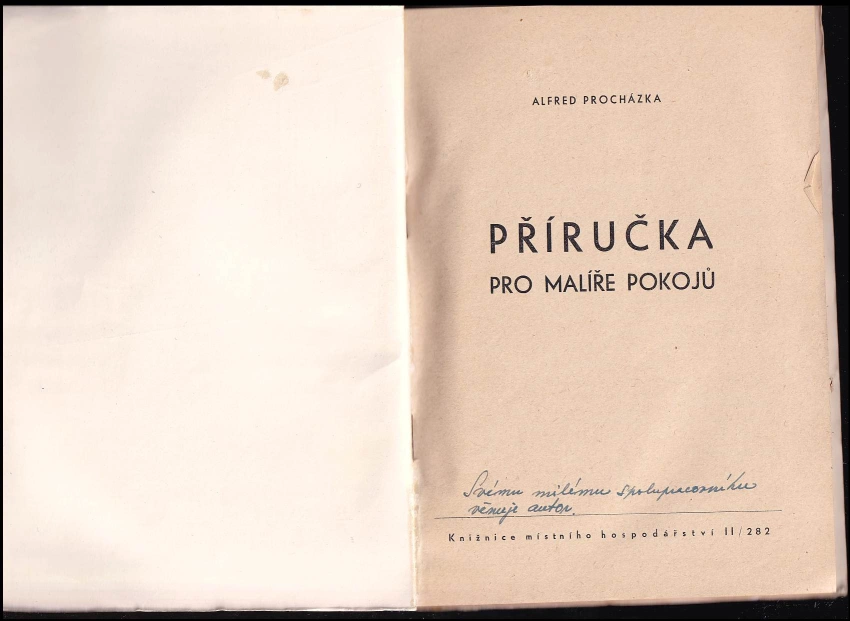 ALFRED PROCHÁZKA
PŘÍRUČKA
PRO MALÍŘE POKOJŮ
Svému milému spolupracovníku
věnuje autor.
Knižnice místního hospodářství II/282